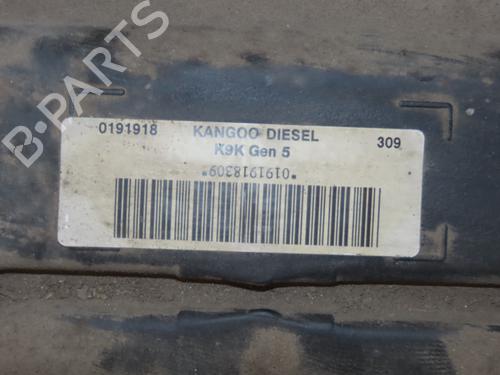 B-Parts
0191918 KANGOO DIESEL 309
K9K Gen 5
*0191918309*